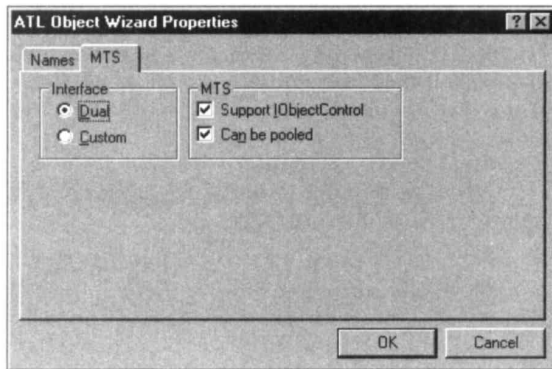 ATL Object Wizard Properties
Names MTS
Interface
Dual
Custom
MTS
Support IObjectControl
Can be pooled
OK Cancel